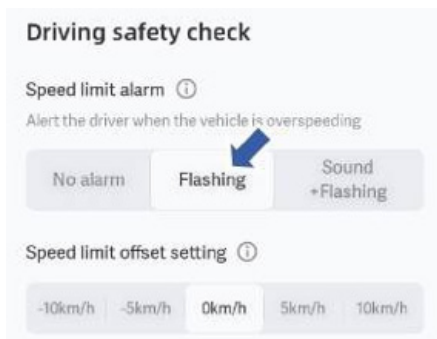 Driving safety check
Speed limit alarm
Alert the driver when the vehicle is overspeeding
No alarm
Flashing
Sound
+Flashing
Speed limit offset setting
-10km/h -5km/h 0km/h 5km/h 10km/h